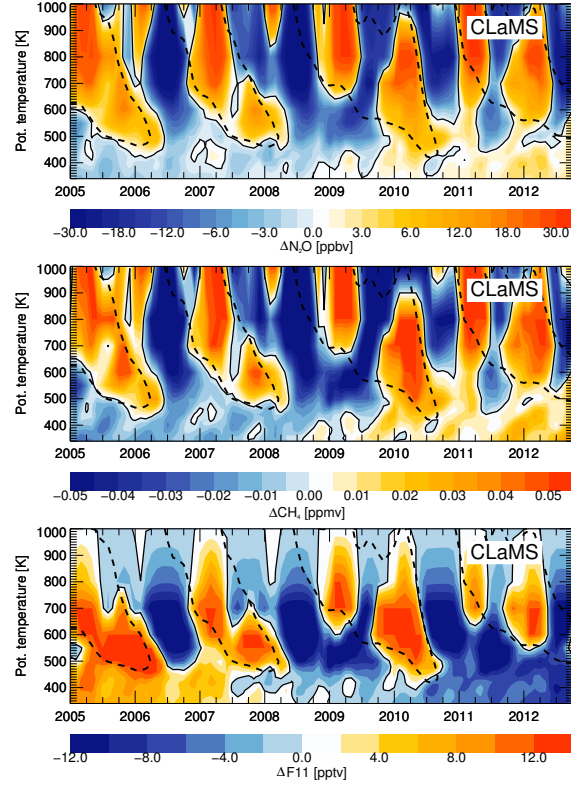 CLaMS
Pot. temperature [K]
1000
900
800
700
600
500
400
2005 2006 2007 2008 2009 2010 2011 2012
−30.0 −18.0 −12.0 −6.0 −3.0 0.0 3.0 6.0 12.0 18.0 30.0
ΔN₂O [ppbv]
CLaMS
Pot. temperature [K]
1000
900
800
700
600
500
400
2005 2006 2007 2008 2009 2010 2011 2012
−0.05 −0.04 −0.03 −0.02 −0.01 0.00 0.01 0.02 0.03 0.04 0.05
ΔCH₄ [ppmv]
CLaMS
Pot. temperature [K]
1000
900
800
700
600
500
400
2005 2006 2007 2008 2009 2010 2011 2012
−12.0 −8.0 −4.0 0.0 4.0 8.0 12.0
ΔF11 [pptv]